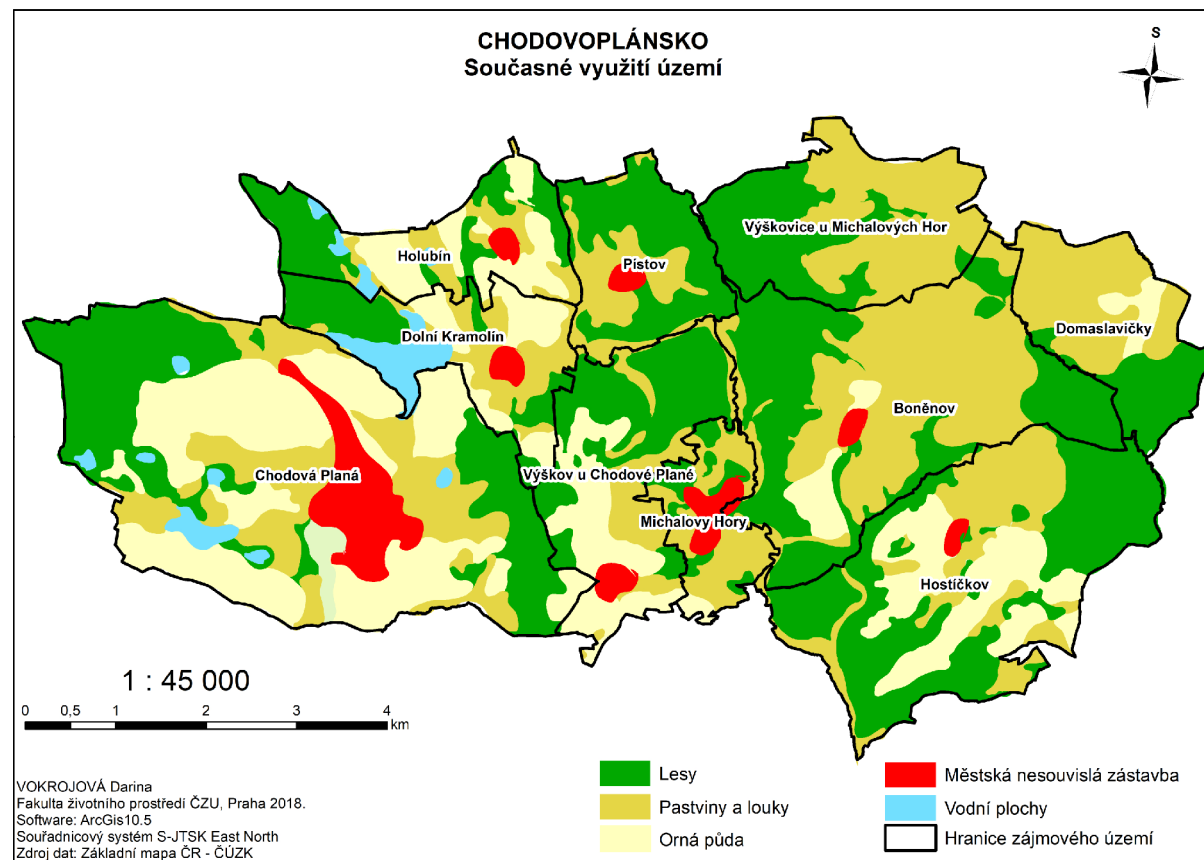 CHODOVOPLÁNSKO
Současné využití území
S
Výškovice u Michalových Hor
Holubín
Pístov
Domaslavičky
Dolní Kramolín
Boněnov
Chodová Planá
Výškov u Chodové Plané
Michalovy Hory
Hostíčkov
1 : 45 000
0 0,5 1 2 3 4
km
VOKROJOVÁ Darina
Fakulta životního prostředí ČZU, Praha 2018.
Software: ArcGis10.5
Souřadnicový systém S-JTSK East North
Zdroj dat: Základní mapa ČR - ČÚZK
Lesy
Pastviny a louky
Orná půda
Městská nesouvislá zástavba
Vodní plochy
Hranice zájmového území